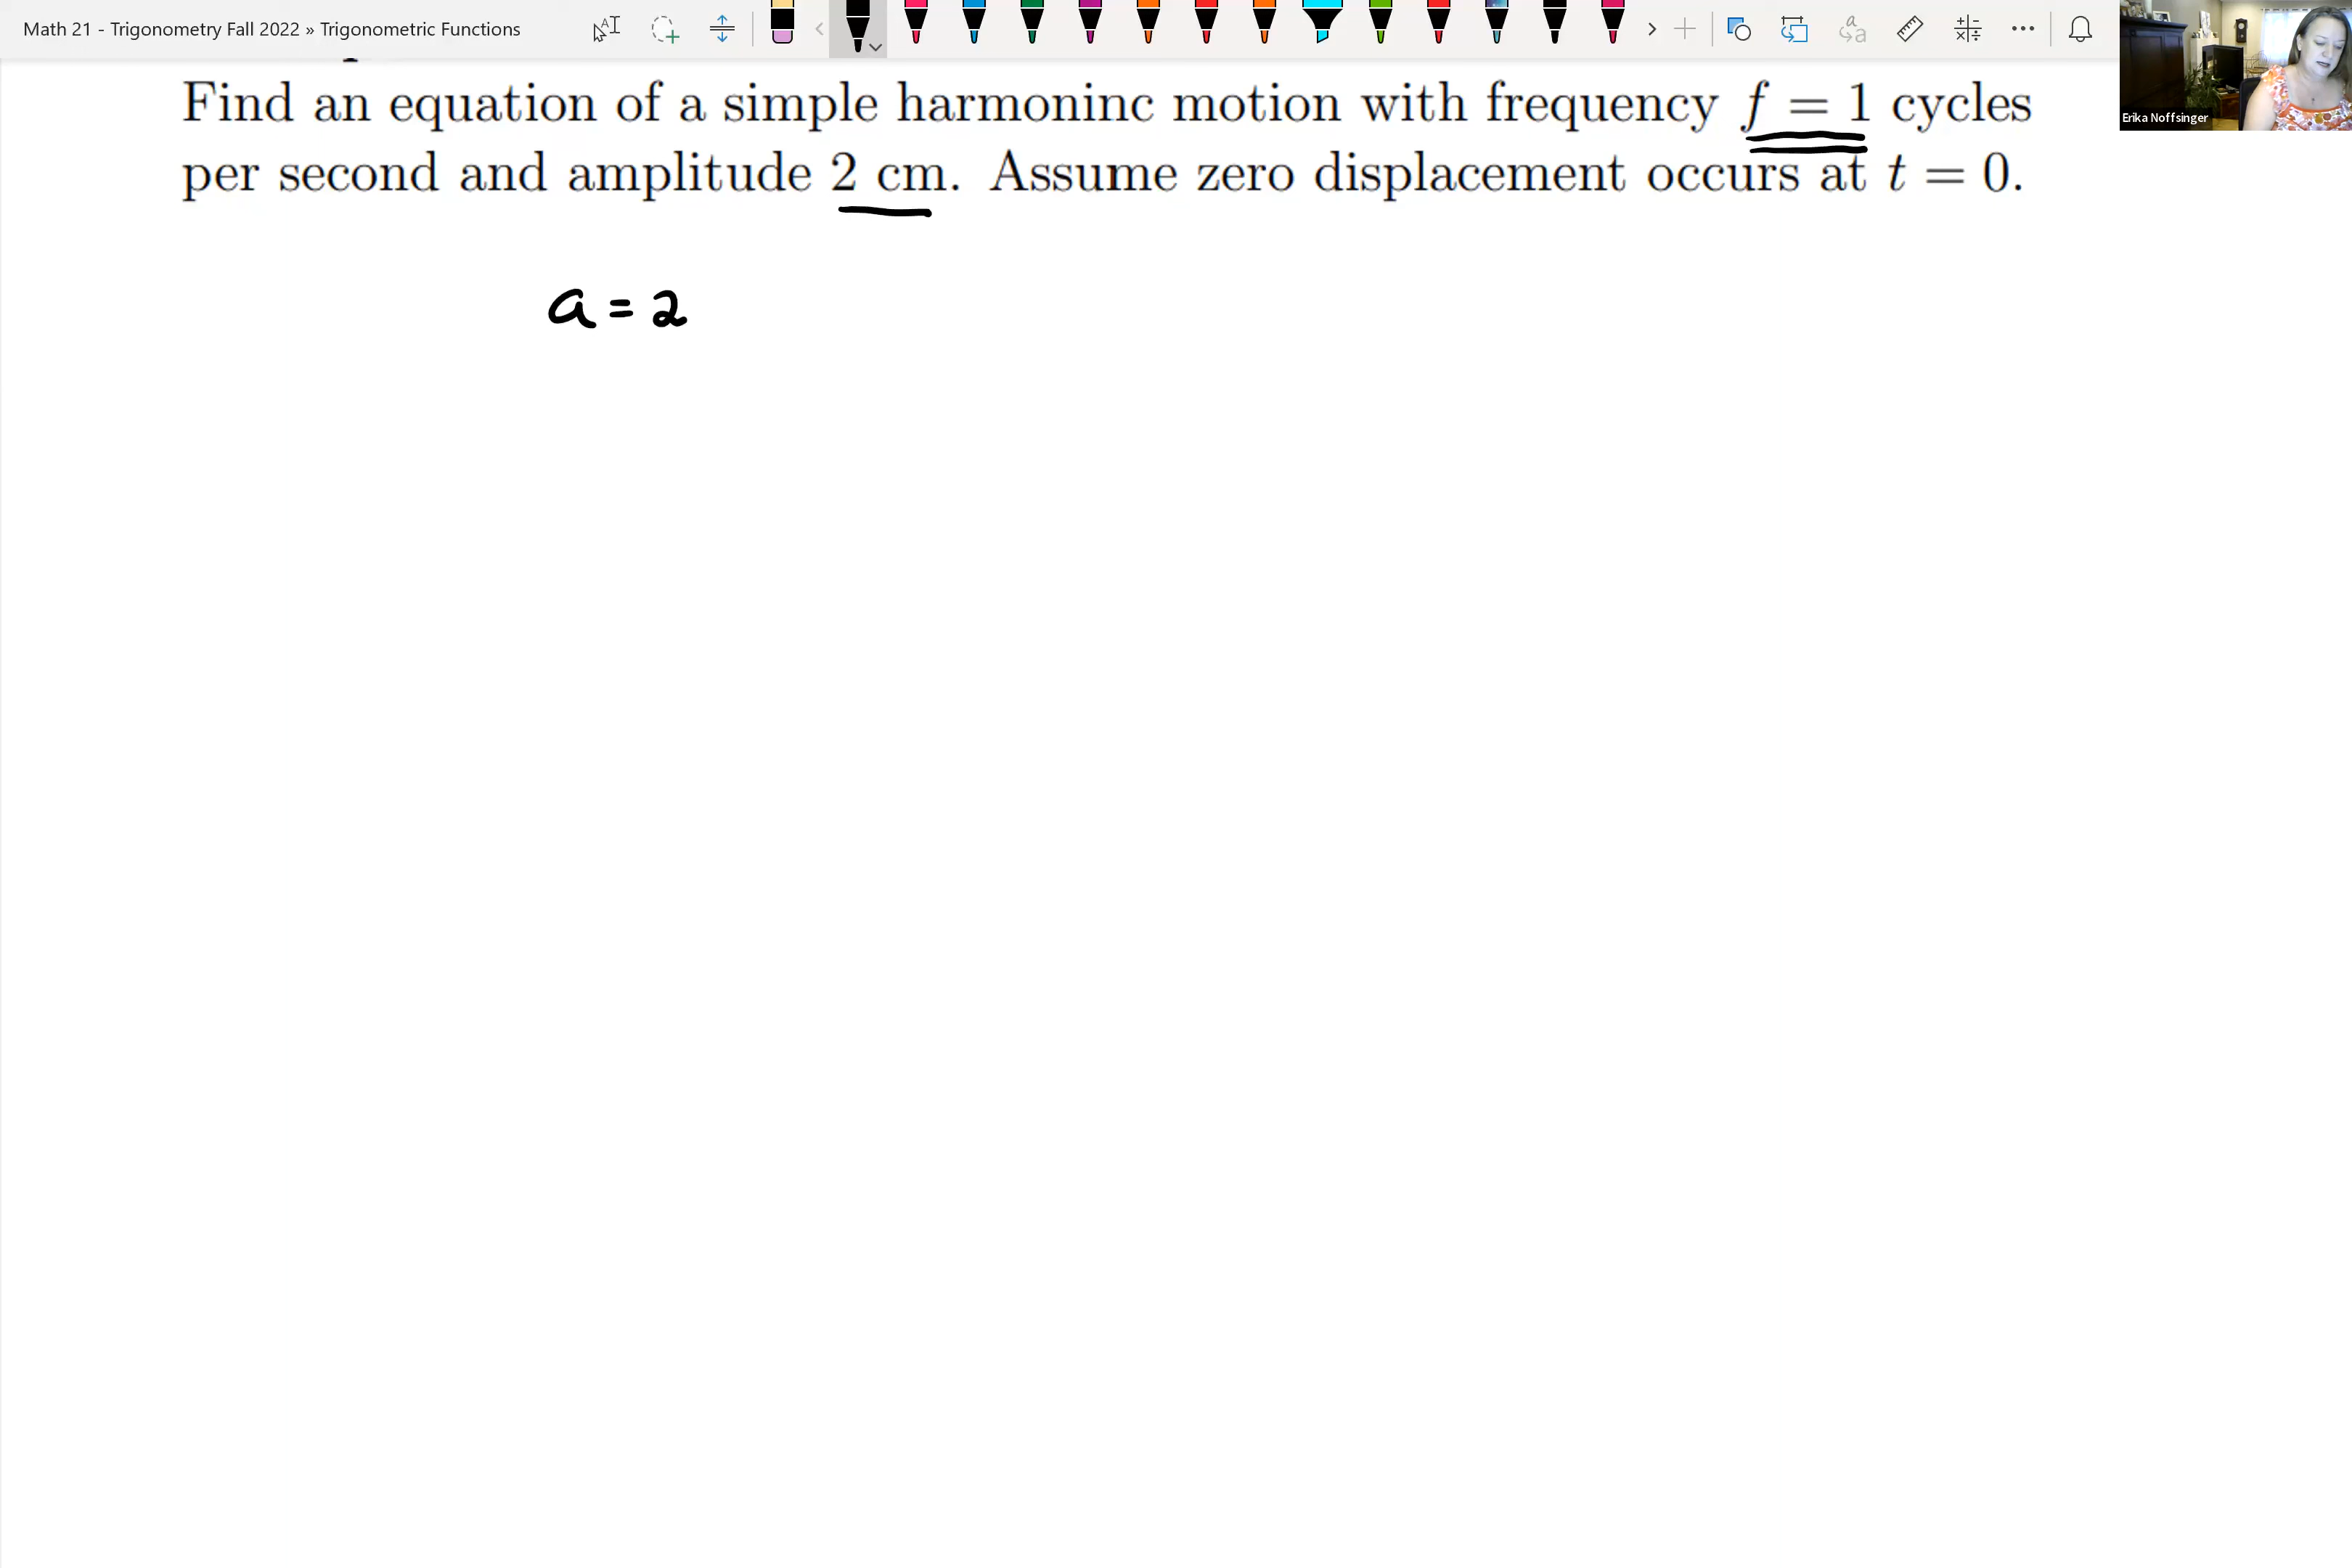 Math 21 - Trigonometry Fall 2022 » Trigonometric Functions
Find an equation of a simple harmoninc motion with frequency f = 1 cycles
per second and amplitude 2 cm. Assume zero displacement occurs at t = 0.
a = 2
Erika Noffsinger